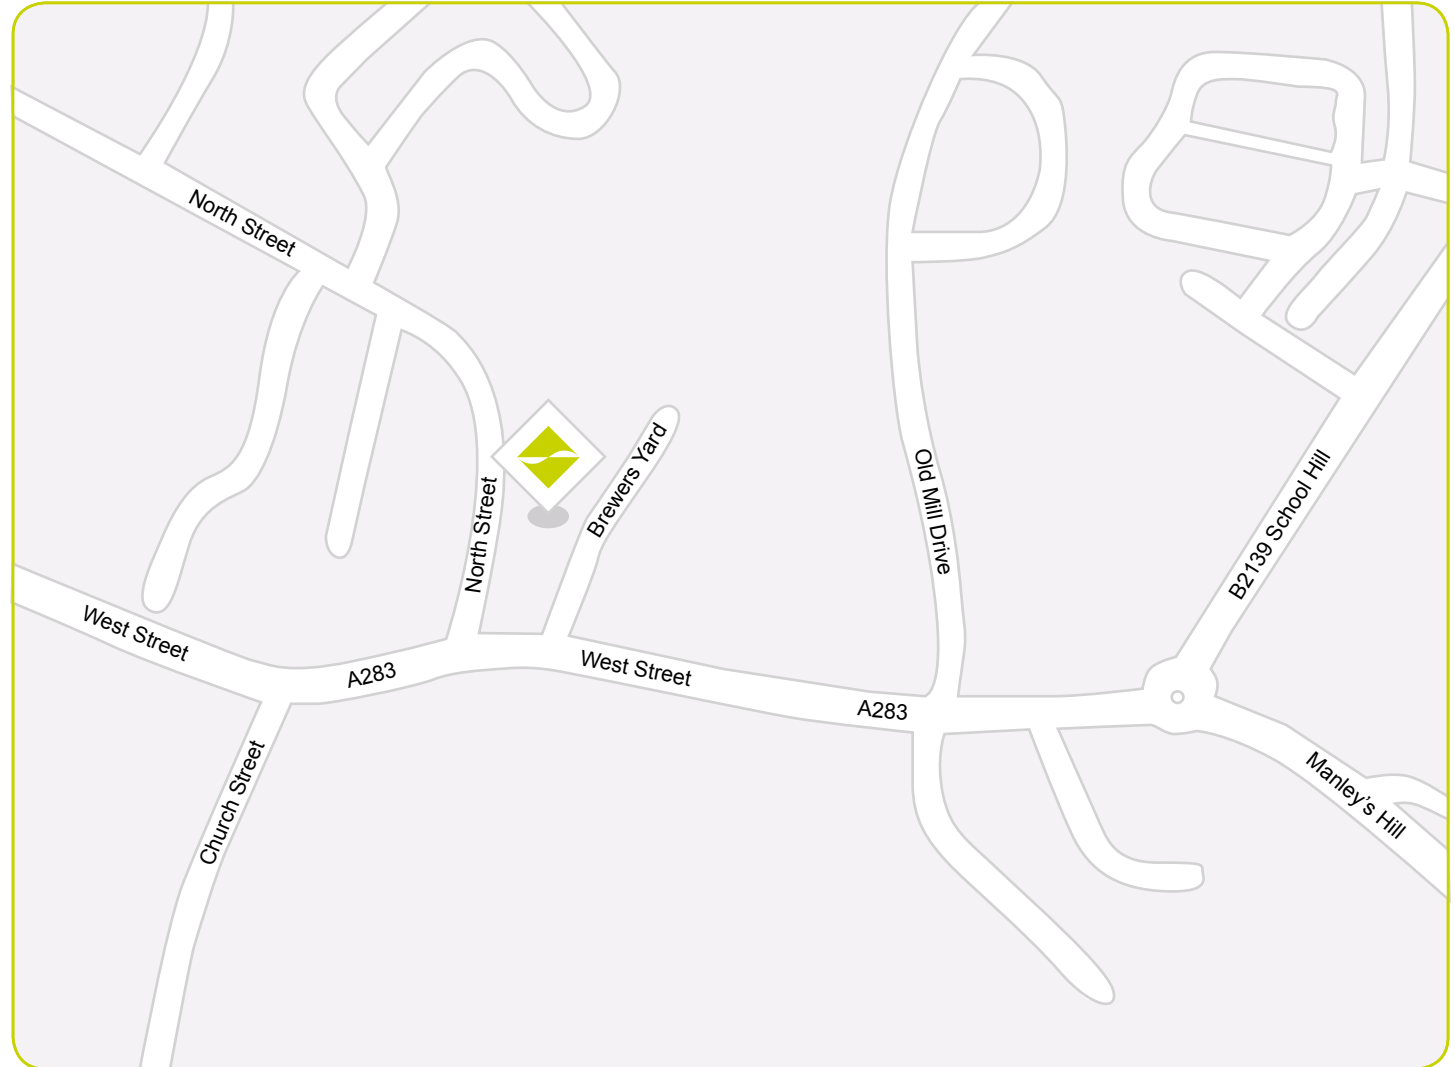 North Street
Old Mill Drive
Brewers Yard
B2139 School Hill
North Street
West Street
A283
West Street
A283
Church Street
Manley’s Hill